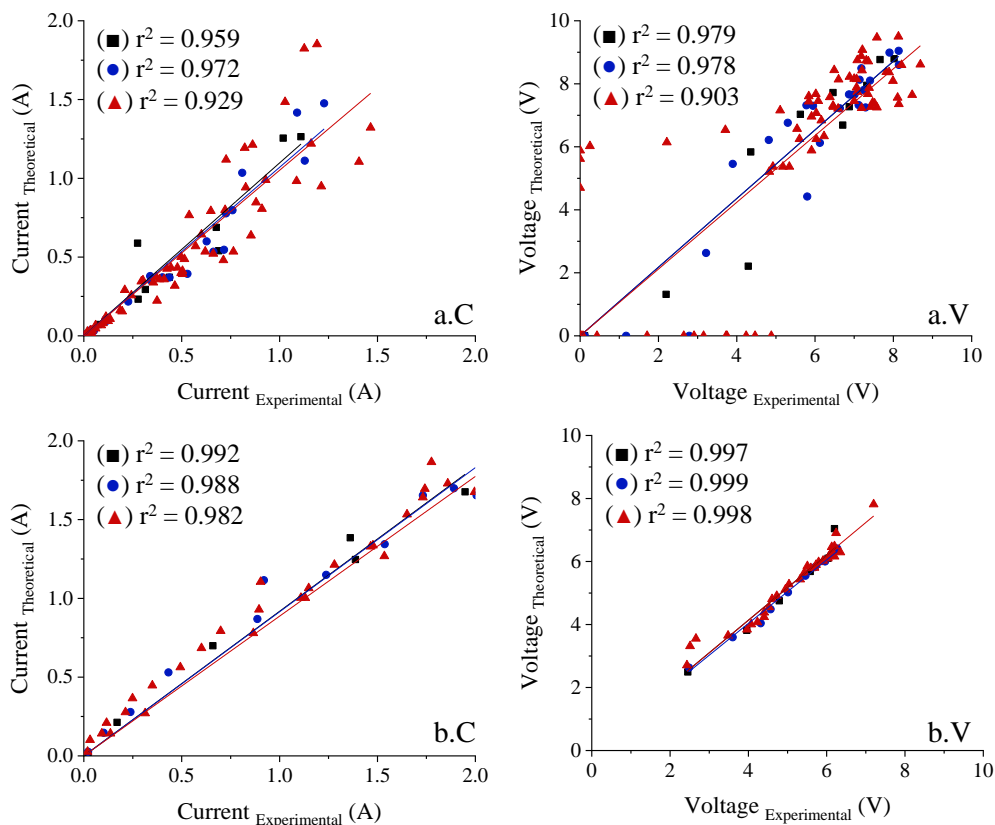 2.0
1.5
1.0
0.5
0.0
Current Theoretical (A)
(■) r² = 0.959
(●) r² = 0.972
(▲) r² = 0.929
a.C
0.0 0.5 1.0 1.5 2.0
Current Experimental (A)
10
8
6
4
2
0
Voltage Theoretical (V)
(■) r² = 0.979
(●) r² = 0.978
(▲) r² = 0.903
a.V
0 2 4 6 8 10
Voltage Experimental (V)
2.0
1.5
1.0
0.5
0.0
Current Theoretical (A)
(■) r² = 0.992
(●) r² = 0.988
(▲) r² = 0.982
b.C
0.0 0.5 1.0 1.5 2.0
Current Experimental (A)
10
8
6
4
2
0
Voltage Theoretical (V)
(■) r² = 0.997
(●) r² = 0.999
(▲) r² = 0.998
b.V
0 2 4 6 8 10
Voltage Experimental (V)